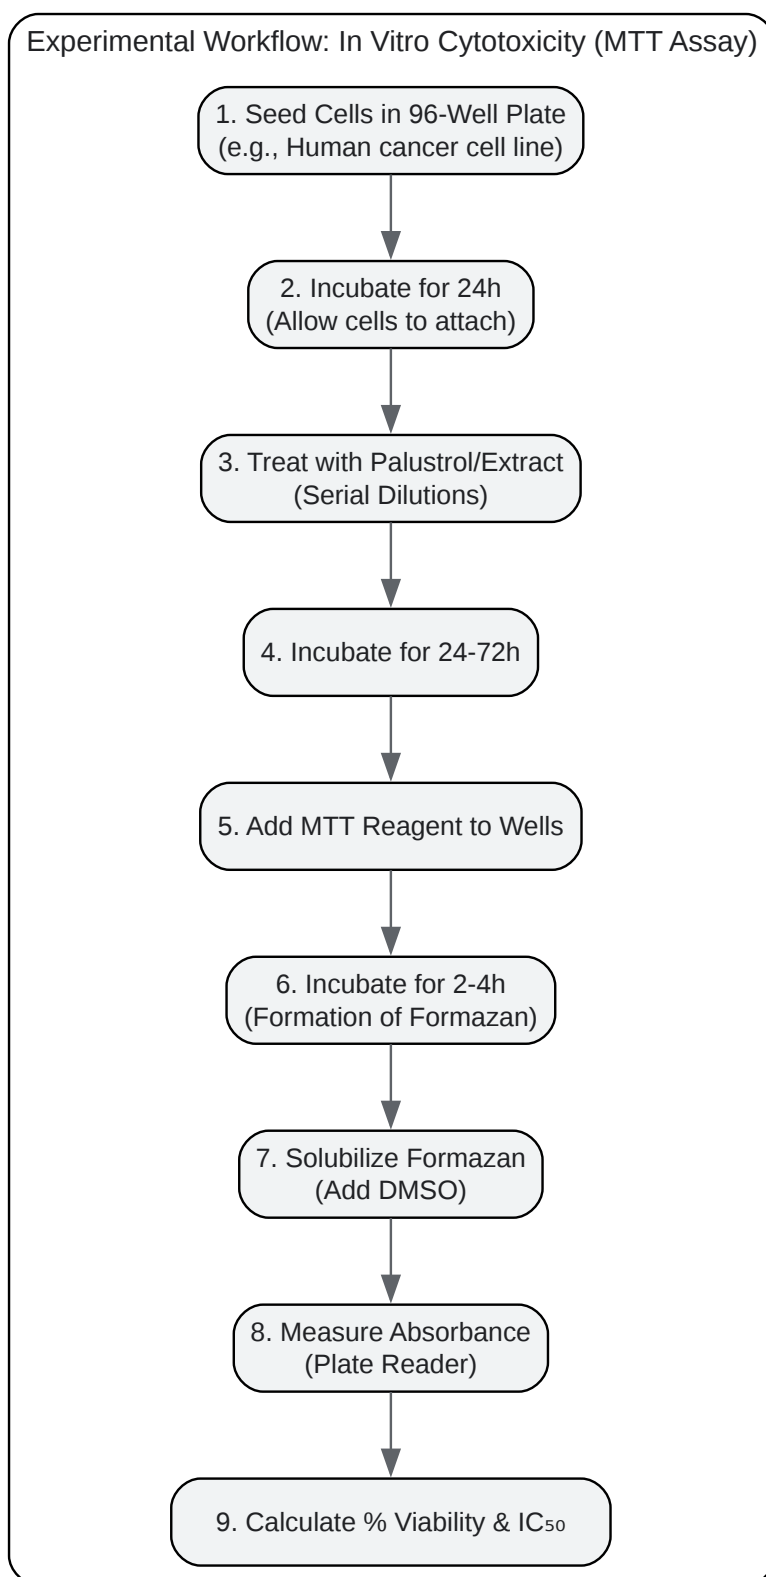 Experimental Workflow: In Vitro Cytotoxicity (MTT Assay)
1. Seed Cells in 96-Well Plate
(e.g., Human cancer cell line)
2. Incubate for 24h
(Allow cells to attach)
3. Treat with Palustrol/Extract
(Serial Dilutions)
4. Incubate for 24-72h
5. Add MTT Reagent to Wells
6. Incubate for 2-4h
(Formation of Formazan)
7. Solubilize Formazan
(Add DMSO)
8. Measure Absorbance
(Plate Reader)
9. Calculate % Viability & IC₅₀